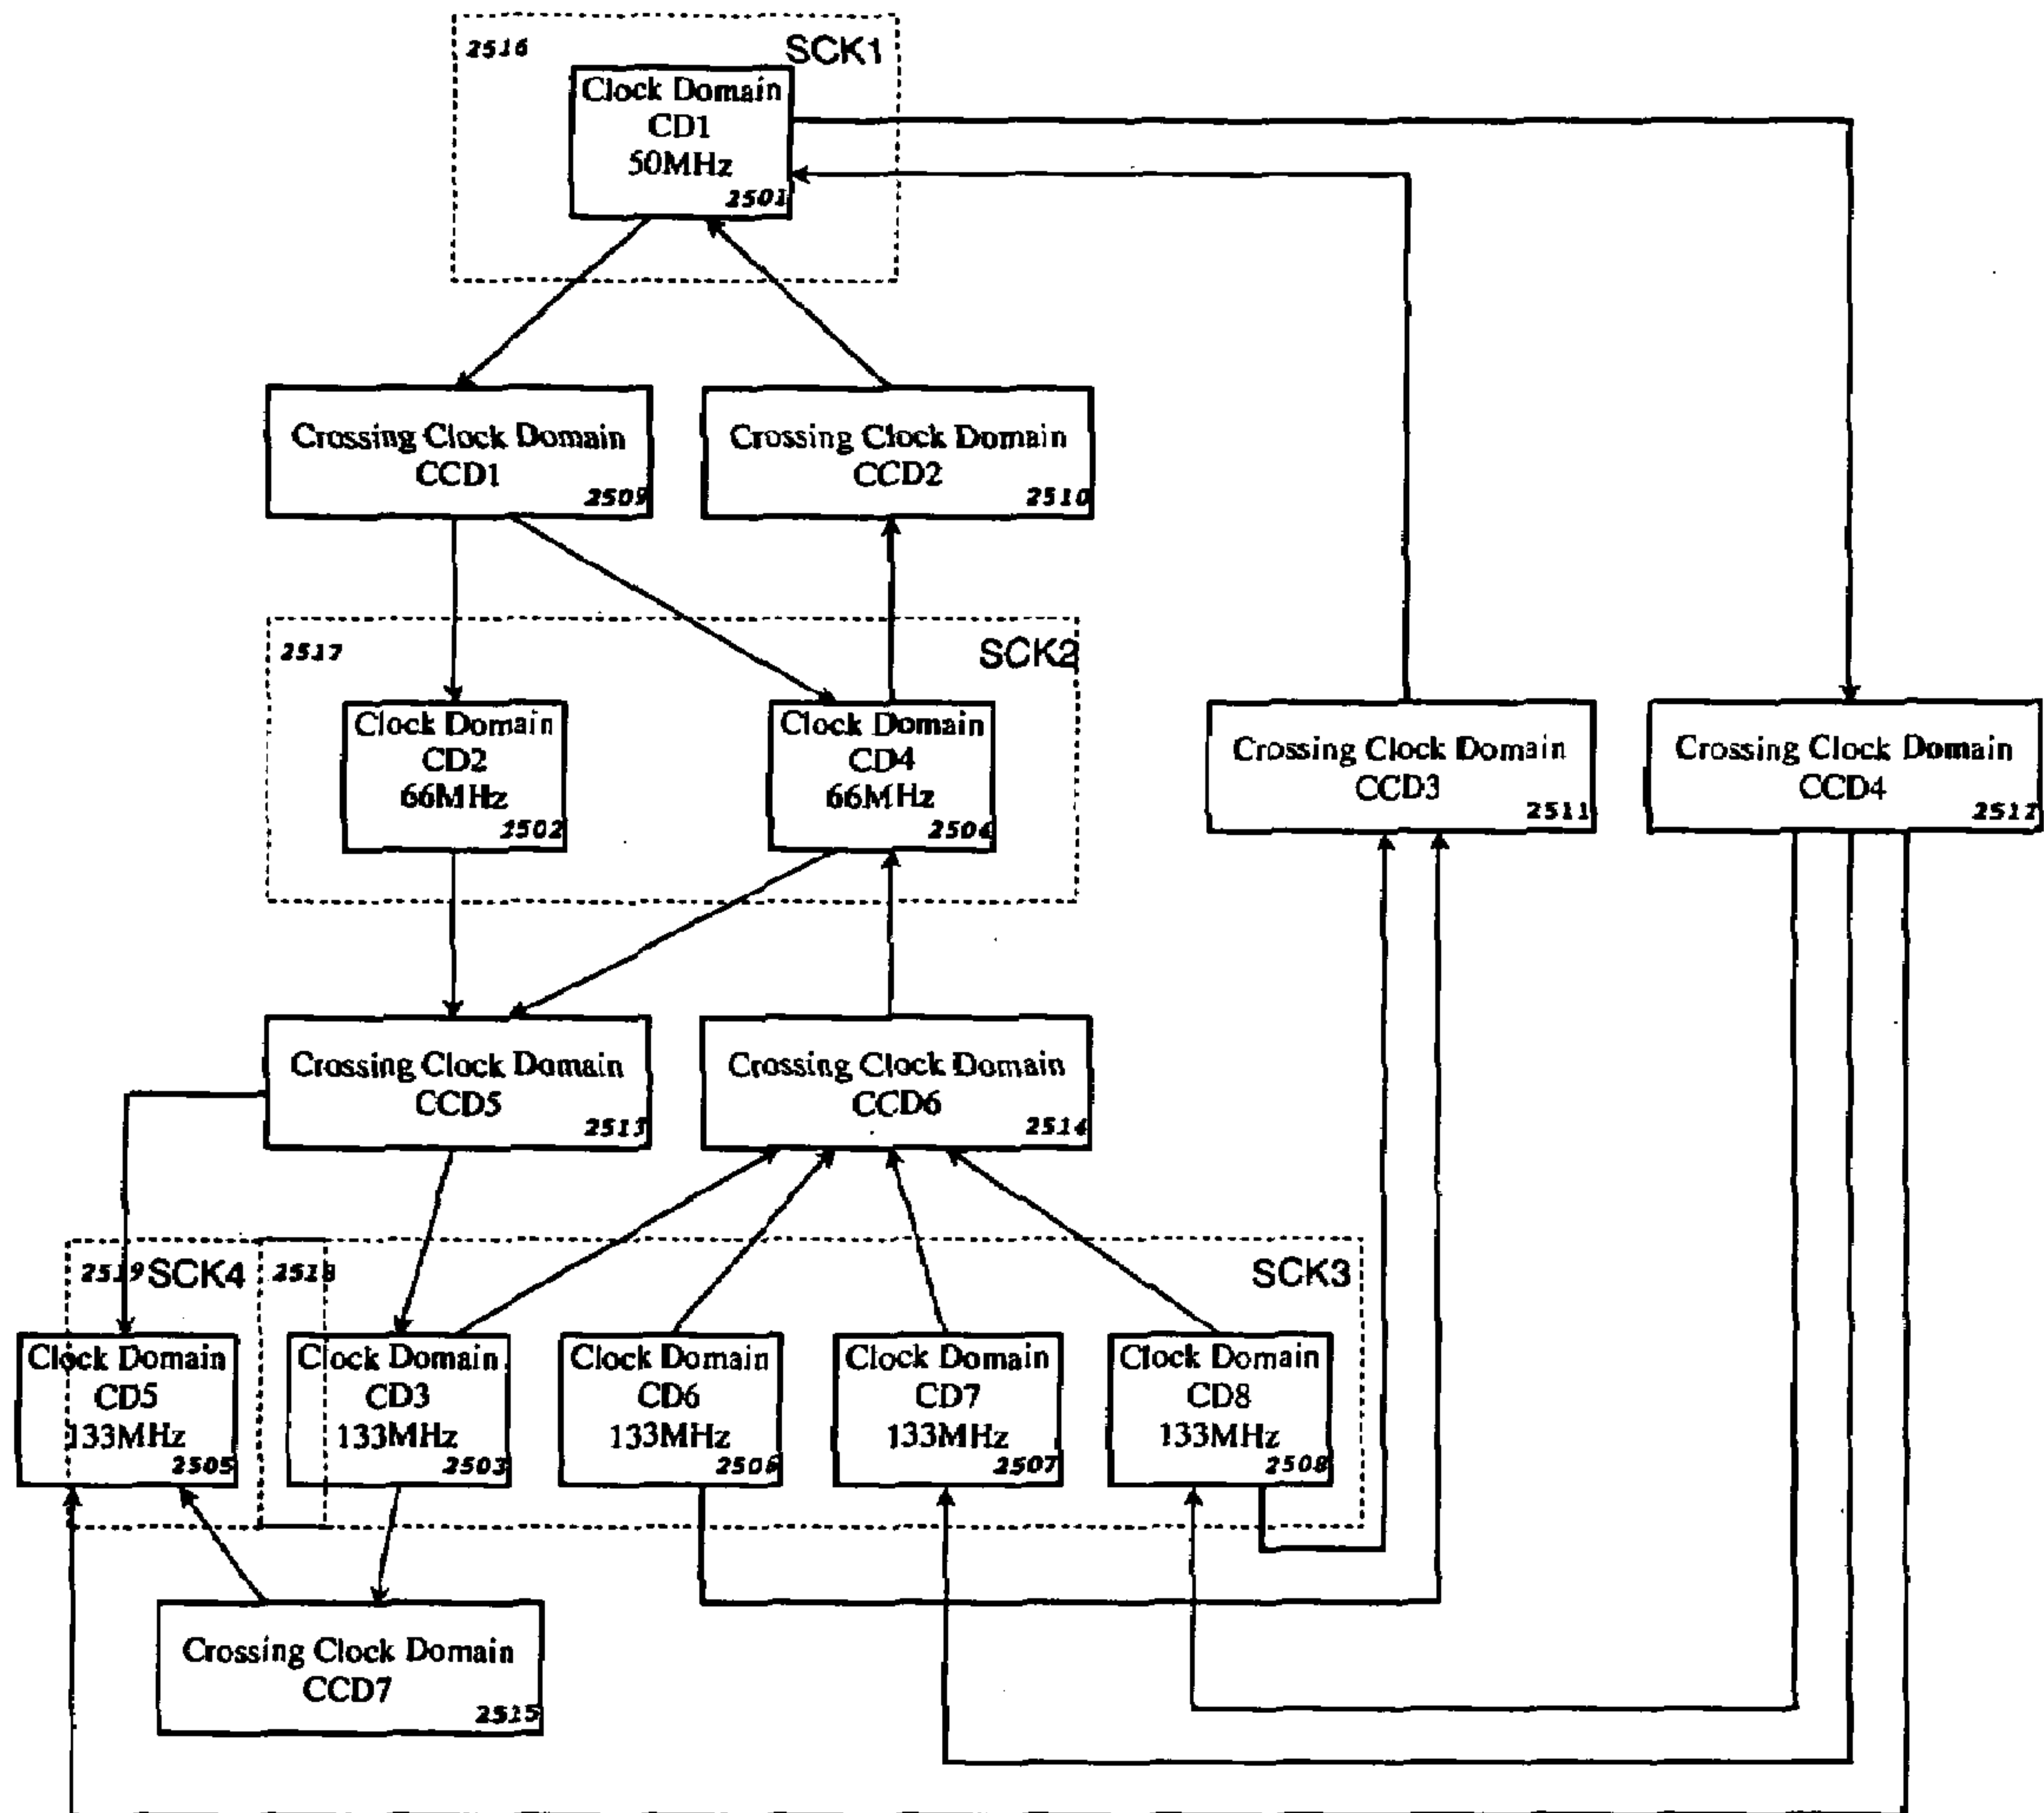 2516
SCK1
Clock Domain
CD1
50MHz
2501
Crossing Clock Domain
CCD1
2509
Crossing Clock Domain
CCD2
2510
2517
SCK2
Clock Domain
CD2
66MHz
2502
Clock Domain
CD4
66MHz
2504
Crossing Clock Domain
CCD3
2511
Crossing Clock Domain
CCD4
2512
Crossing Clock Domain
CCD5
2513
Crossing Clock Domain
CCD6
2514
2519
SCK4
2518
SCK3
Clock Domain
CD5
133MHz
2505
Clock Domain
CD3
133MHz
2503
Clock Domain
CD6
133MHz
2506
Clock Domain
CD7
133MHz
2507
Clock Domain
CD8
133MHz
2508
Crossing Clock Domain
CCD7
2515